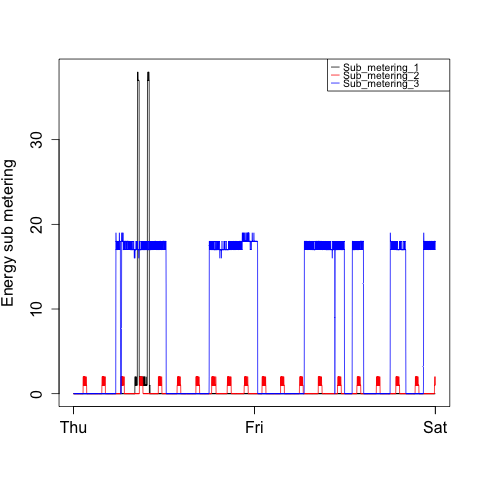 Sub_metering_1
Sub_metering_2
Sub_metering_3
Energy sub metering
30
20
10
0
Thu Fri Sat